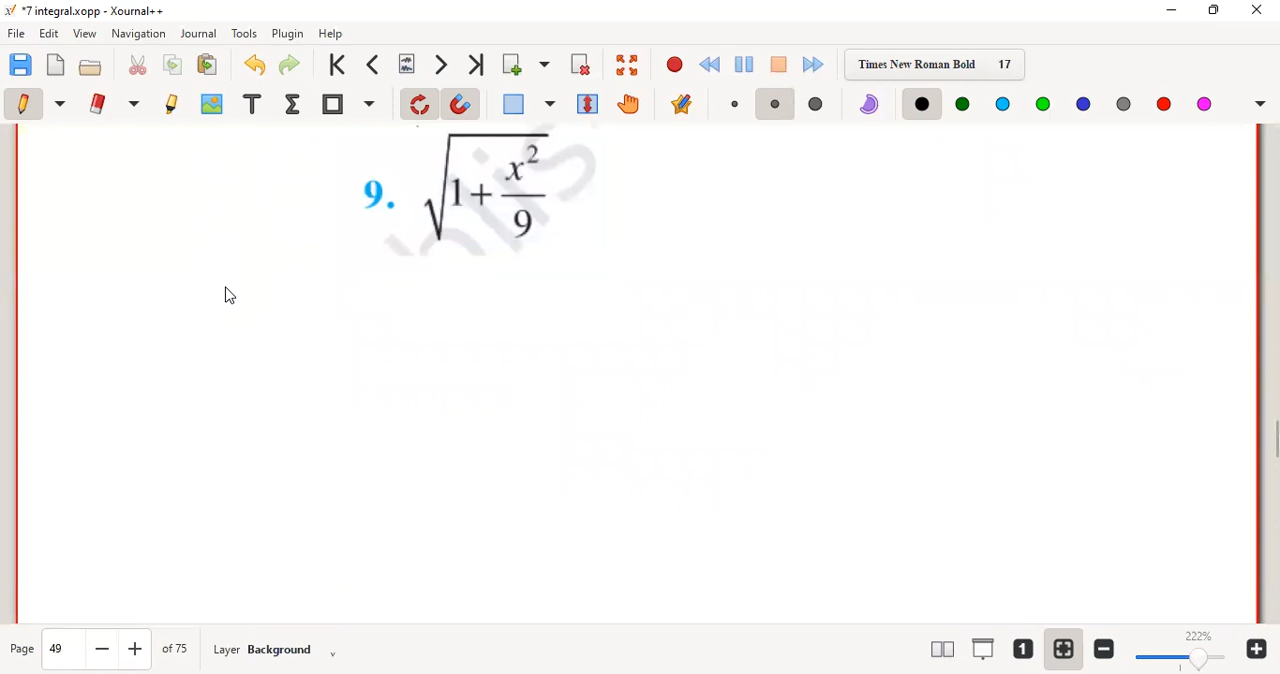 *7 integral.xopp - Xournal++
File Edit View Navigation Journal Tools Plugin Help
Times New Roman Bold 17
9. √(1 + x²/9)
Page 49 of 75 Layer Background 222%